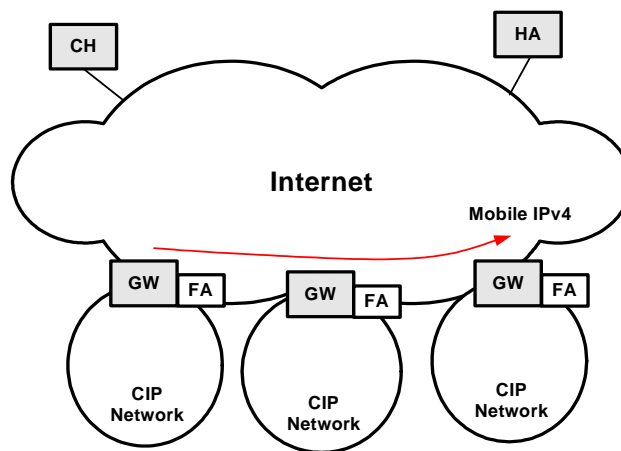 CH
HA
Internet
Mobile IPv4
GW
FA
GW
FA
GW
FA
CIP
Network
CIP
Network
CIP
Network